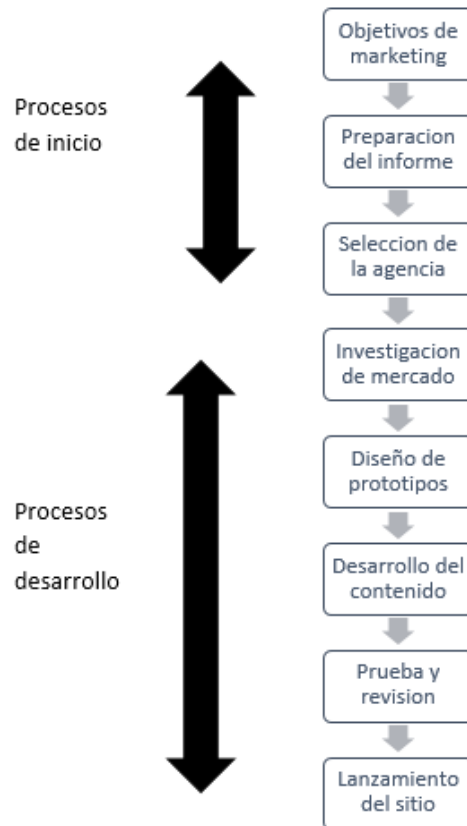 Objetivos de
marketing
Procesos
de inicio
Preparacion
del informe
Seleccion de
la agencia
Investigacion
de mercado
Diseño de
prototipos
Procesos
de
desarrollo
Desarrollo del
contenido
Prueba y
revision
Lanzamiento
del sitio